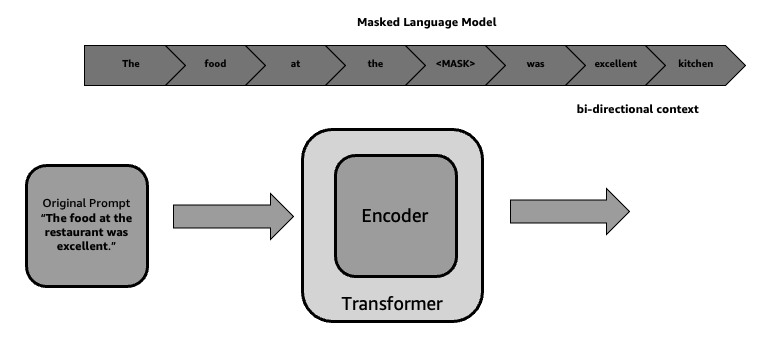 Masked Language Model
The food at the <MASK> was excellent kitchen
bi-directional context
Original Prompt
“The food at the
restaurant was
excellent.”
Encoder
Transformer